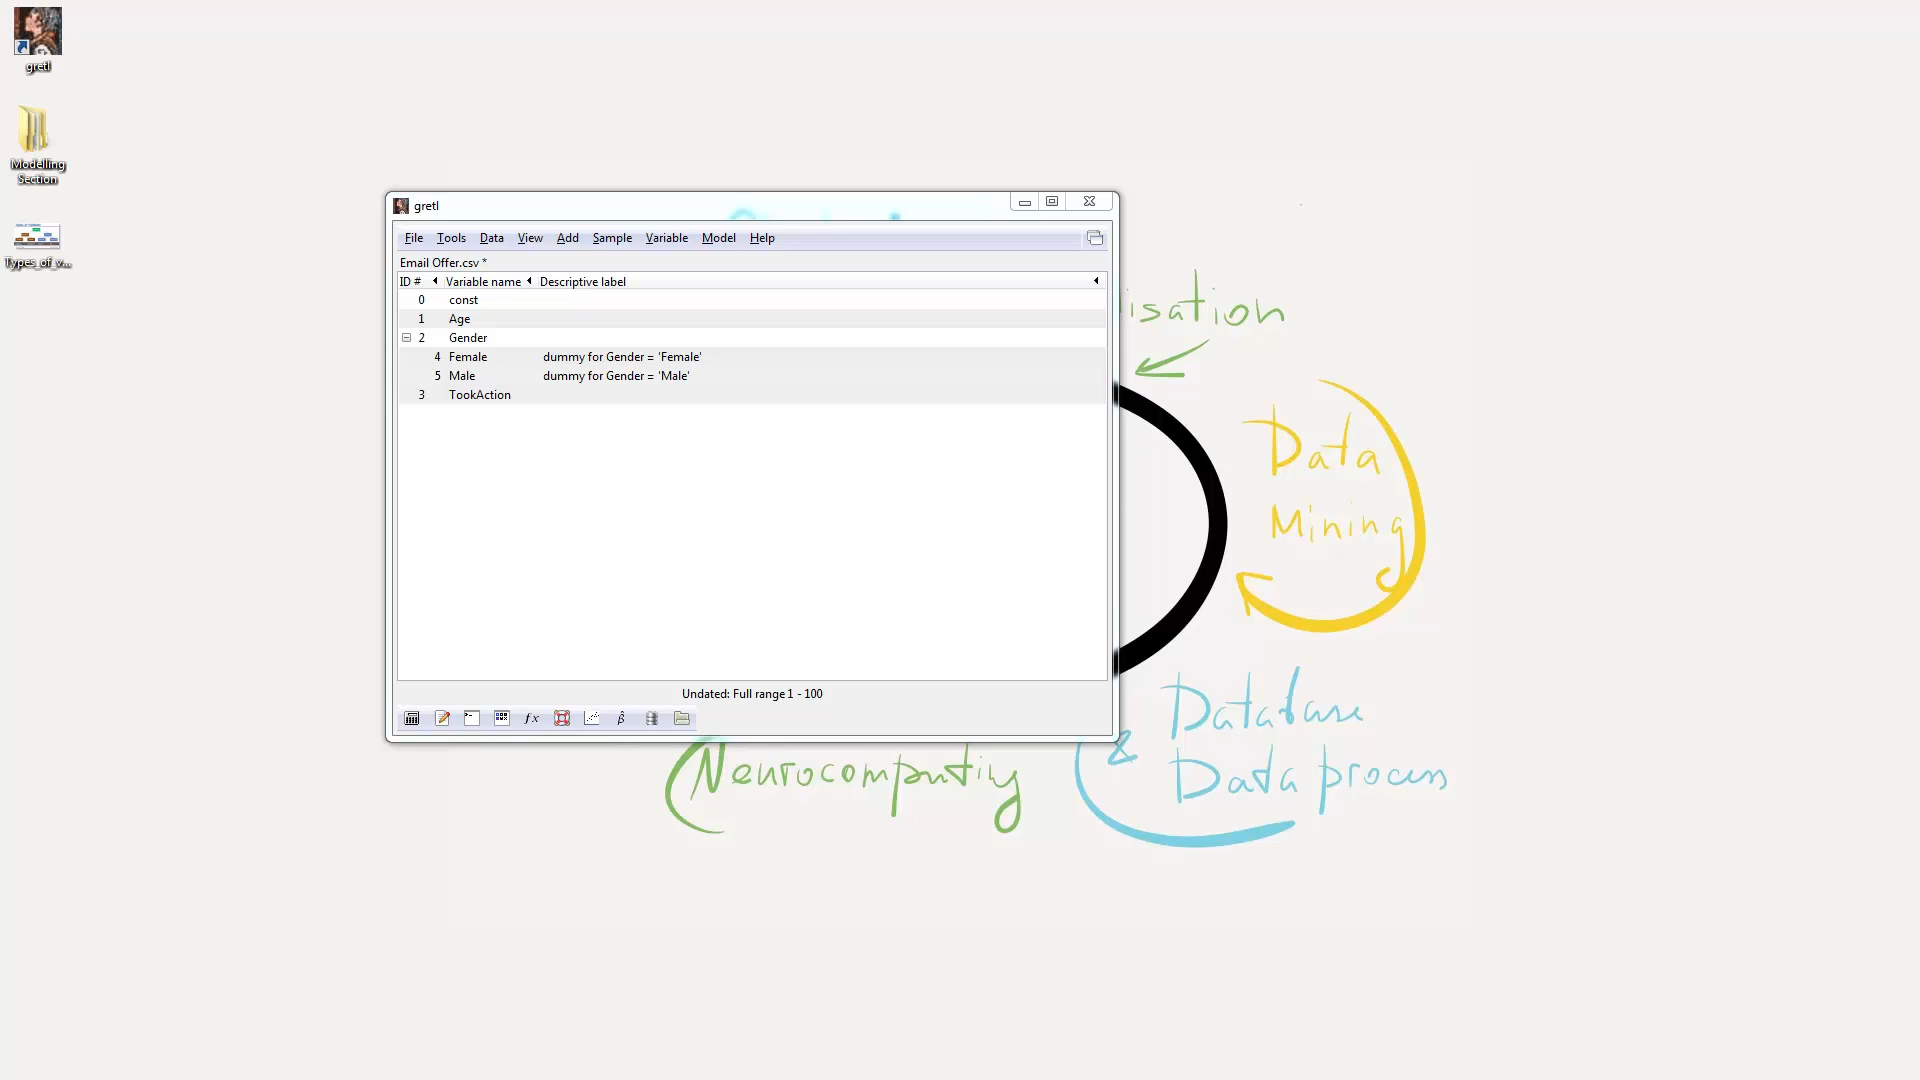 gretl
Modelling
Section
Types_of_v...
gretl
File Tools Data View Add Sample Variable Model Help
Email Offer.csv *
ID # Variable name Descriptive label
0 const
1 Age
2 Gender
4 Female dummy for Gender = 'Female'
5 Male dummy for Gender = 'Male'
3 TookAction
Undated: Full range 1 - 100
fx β̂
isation
Data
Mining
Database
& Data process
Neurocomputing